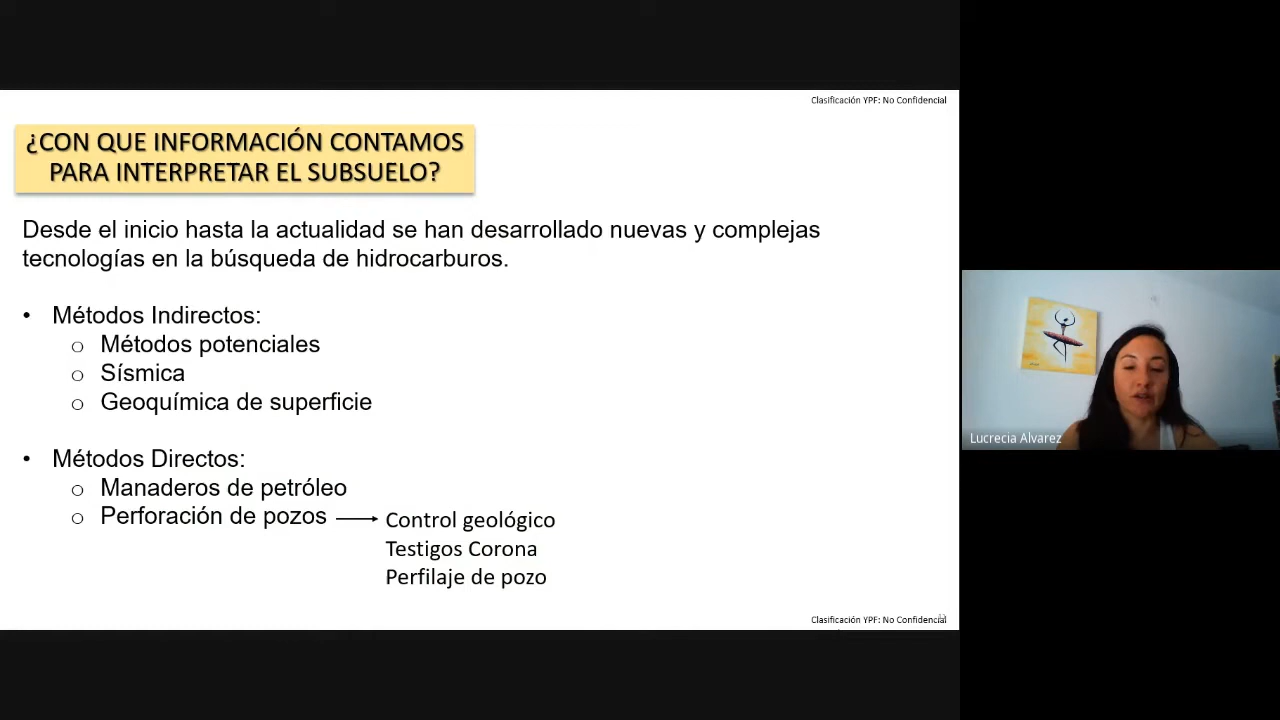 Clasificación YPF: No Confidencial
¿CON QUE INFORMACIÓN CONTAMOS
PARA INTERPRETAR EL SUBSUELO?
Desde el inicio hasta la actualidad se han desarrollado nuevas y complejas
tecnologías en la búsqueda de hidrocarburos.
• Métodos Indirectos:
o Métodos potenciales
o Sísmica
o Geoquímica de superficie
• Métodos Directos:
o Manaderos de petróleo
o Perforación de pozos
Control geológico
Testigos Corona
Perfilaje de pozo
Clasificación YPF: No Confidencial
Lucrecia Alvarez